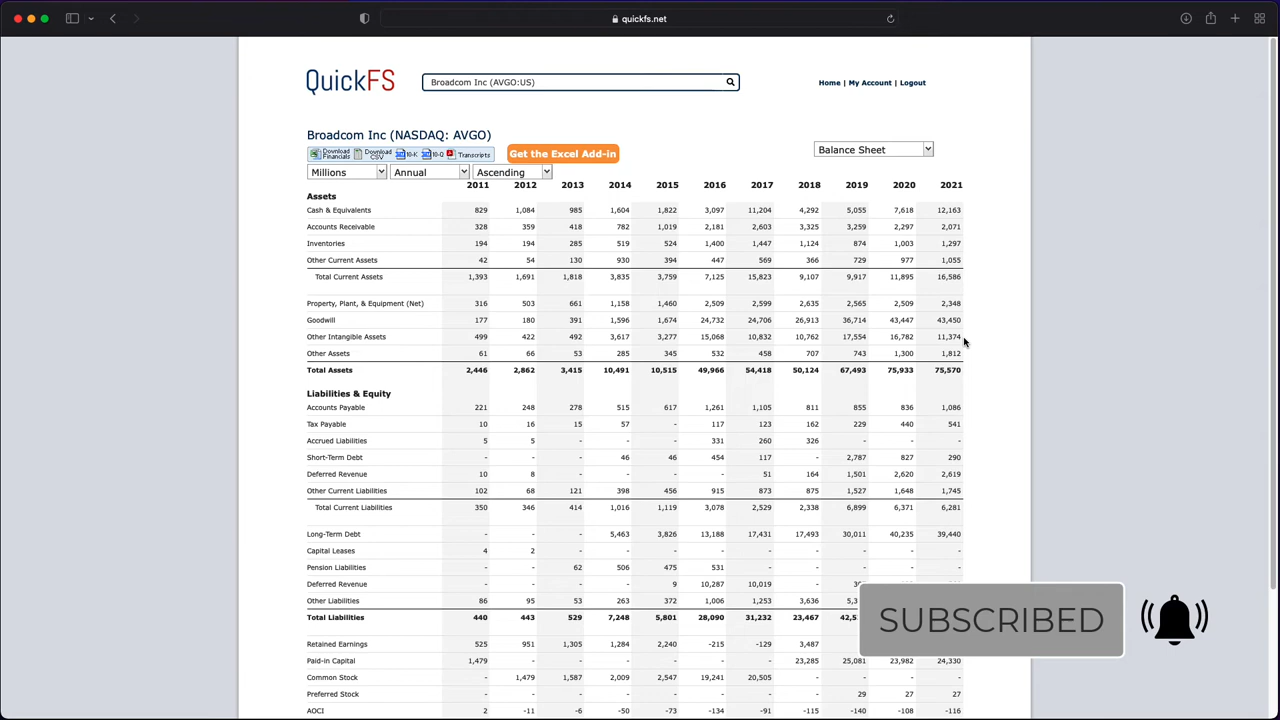 quickfs.net
QuickFS
Broadcom Inc (AVGO:US)
Home | My Account | Logout
Broadcom Inc (NASDAQ: AVGO)
Download Financials Download CSV 10-K 10-Q Transcripts Get the Excel Add-in
Balance Sheet
Millions Annual Ascending
2011 2012 2013 2014 2015 2016 2017 2018 2019 2020 2021
Assets
Cash & Equivalents 829 1,084 985 1,604 1,822 3,097 11,204 4,292 5,055 7,618 12,163
Accounts Receivable 328 359 418 782 1,019 2,181 2,603 3,325 3,259 2,297 2,071
Inventories 194 194 285 519 524 1,400 1,447 1,124 874 1,003 1,297
Other Current Assets 42 54 130 930 394 447 569 366 729 977 1,055
Total Current Assets 1,393 1,691 1,818 3,835 3,759 7,125 15,823 9,107 9,917 11,895 16,586
Property, Plant, & Equipment (Net) 316 503 661 1,158 1,460 2,509 2,599 2,635 2,565 2,509 2,348
Goodwill 177 180 391 1,596 1,674 24,732 24,706 26,913 36,714 43,447 43,450
Other Intangible Assets 499 422 492 3,617 3,277 15,068 10,832 10,762 17,554 16,782 11,374
Other Assets 61 66 53 285 345 532 458 707 743 1,300 1,812
Total Assets 2,446 2,862 3,415 10,491 10,515 49,966 54,418 50,124 67,493 75,933 75,570
Liabilities & Equity
Accounts Payable 221 248 278 515 617 1,261 1,105 811 855 836 1,086
Tax Payable 10 16 15 57 - 117 123 162 229 440 541
Accrued Liabilities 5 5 - - - 331 260 326 - - -
Short-Term Debt - - - 46 46 454 117 - 2,787 827 290
Deferred Revenue 10 8 - - - - 51 164 1,501 2,620 2,619
Other Current Liabilities 102 68 121 398 456 915 873 875 1,527 1,648 1,745
Total Current Liabilities 350 346 414 1,016 1,119 3,078 2,529 2,338 6,899 6,371 6,281
Long-Term Debt - - - 5,463 3,826 13,188 17,431 17,493 30,011 40,235 39,440
Capital Leases 4 2 - - - - - - - - -
Pension Liabilities - - 62 506 475 531 - - - - -
Deferred Revenue - - - - 9 10,287 10,019
Other Liabilities 86 95 53 263 372 1,006 1,253 3,636
Total Liabilities 440 443 529 7,248 5,801 28,090 31,232 23,467
Retained Earnings 525 951 1,305 1,284 2,240 -215 -129 3,487
Paid-in Capital 1,479 - - - - - - 23,285 25,081 23,982 24,330
Common Stock - 1,479 1,587 2,009 2,547 19,241 20,505 - - - -
Preferred Stock - - - - - - - - 29 27 27
AOCI 2 -11 -6 -50 -73 -134 -91 -115 -140 -108 -116
SUBSCRIBED